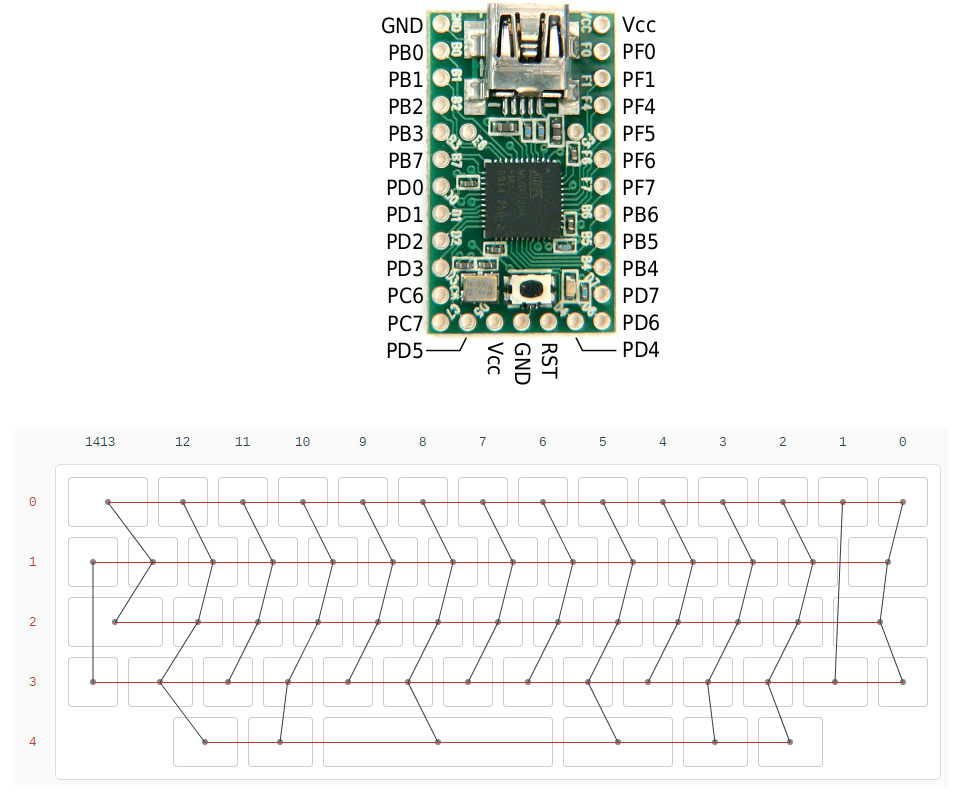 GND Vcc
PB0 PF0
PB1 PF1
PB2 PF4
PB3 PF5
PB7 PF6
PD0 PF7
PD1 PB6
PD2 PB5
PD3 PB4
PC6 PD7
PC7 PD6
PD5 Vcc GND RST PD4
1413 12 11 10 9 8 7 6 5 4 3 2 1 0
0
1
2
3
4